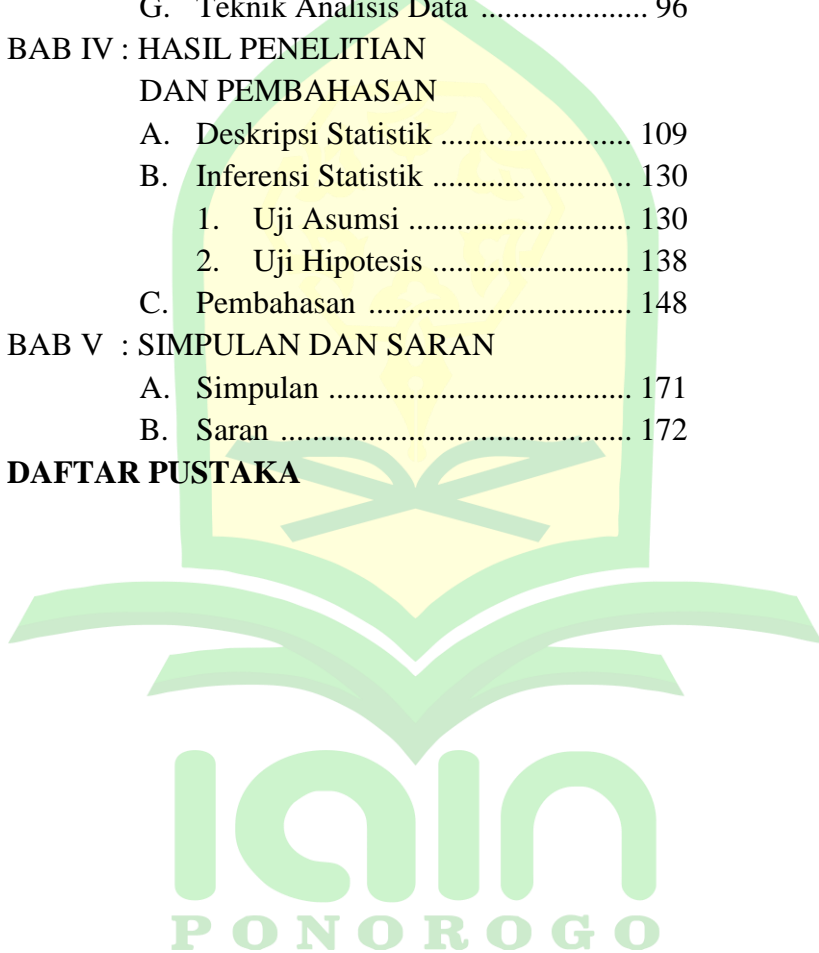 G. Teknik Analisis Data .................... 96
BAB IV : HASIL PENELITIAN
DAN PEMBAHASAN
A. Deskripsi Statistik ....................... 109
B. Inferensi Statistik ........................ 130
1. Uji Asumsi ........................... 130
2. Uji Hipotesis ........................ 138
C. Pembahasan ................................ 148
BAB V : SIMPULAN DAN SARAN
A. Simpulan ..................................... 171
B. Saran ........................................... 172
DAFTAR PUSTAKA
iain
PONOROGO